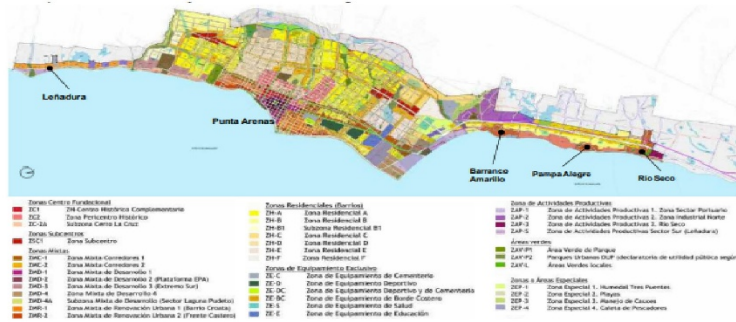 Leñadura
Punta Arenas
Barranco
Amarillo
Pampa Alegre
Río Seco
Zonas Centro Fundacional
ZC1 ZH-Centro Histórico Complementario
ZC2 Zona Pericentro Histórico
ZC-2A Subzona Cerro La Cruz
Zonas Subcentros
ZSC1 Zona Subcentro
Zonas Mixtas
ZMC-1 Zona Mixta Corredores 1
ZMC-2 Zona Mixta Corredores 2
ZMD-1 Zona Mixta de Desarrollo 1
ZMD-2 Zona Mixta de Desarrollo 2 (Plataforma EPA)
ZMD-3 Zona Mixta de Desarrollo 3 (Extremo Sur)
ZMD-4 Zona Mixta de Desarrollo 4
ZMD-4A Subzona Mixta de Desarrollo (Sector Laguna Pudeto)
ZMR-1 Zona Mixta de Renovación Urbana 1 (Barrio Croata)
ZMR-2 Zona Mixta de Renovación Urbana 2 (Frente Costero)
Zonas Residenciales (Barrios)
ZH-A Zona Residencial A
ZH-B Zona Residencial B
ZH-B1 Subzona Residencial B1
ZH-C Zona Residencial C
ZH-D Zona Residencial D
ZH-E Zona Residencial E
ZH-F Zona Residencial F
Zonas de Equipamiento Exclusivo
ZE-C Zona de Equipamiento de Cementerio
ZE-D Zona de Equipamiento Deportivo
ZE-DC Zona de Equipamiento Deportivo y de Cementerio
ZE-BC Zona de Equipamiento de Borde Costero
ZE-S Zona de Equipamiento de Salud
ZE-E Zona de Equipamiento de Educación
Zona de Actividades Productivas
ZAP-1 Zona de Actividades Productivas 1. Zona Sector Portuario
ZAP-2 Zona de Actividades Productivas 2. Zona Industrial Norte
ZAP-3 Zona de Actividades Productivas 3. Río Seco
ZAP-S Zona de Actividades Productivas Sector Sur (Leñadura)
Áreas verdes
ZAV-P1 Área Verde de Parque
ZAV-P2 Parques Urbanos DUP (declaratoria de utilidad pública según
ZAV-L Áreas Verdes locales
Zonas o Áreas Especiales
ZEP-1 Zona Especial 1. Humedal Tres Puentes
ZEP-2 Zona Especial 2. Playas
ZEP-3 Zona Especial 3. Manejo de Cauces
ZEP-4 Zona Especial 4. Caleta de Pescadores